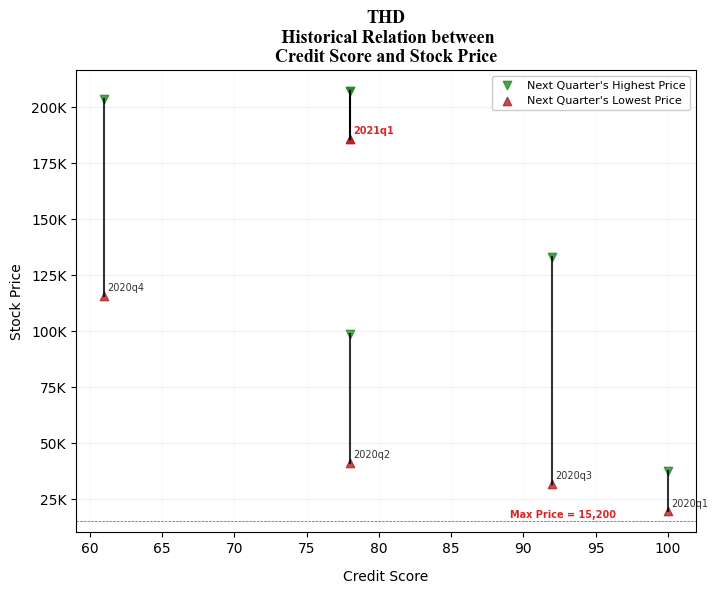 THD
Historical Relation between
Credit Score and Stock Price
Next Quarter's Highest Price
Next Quarter's Lowest Price
200K
175K
150K
125K
100K
75K
50K
25K
Stock Price
2021q1
2020q4
2020q2
2020q3
2020q1
Max Price = 15,200
60 65 70 75 80 85 90 95 100
Credit Score